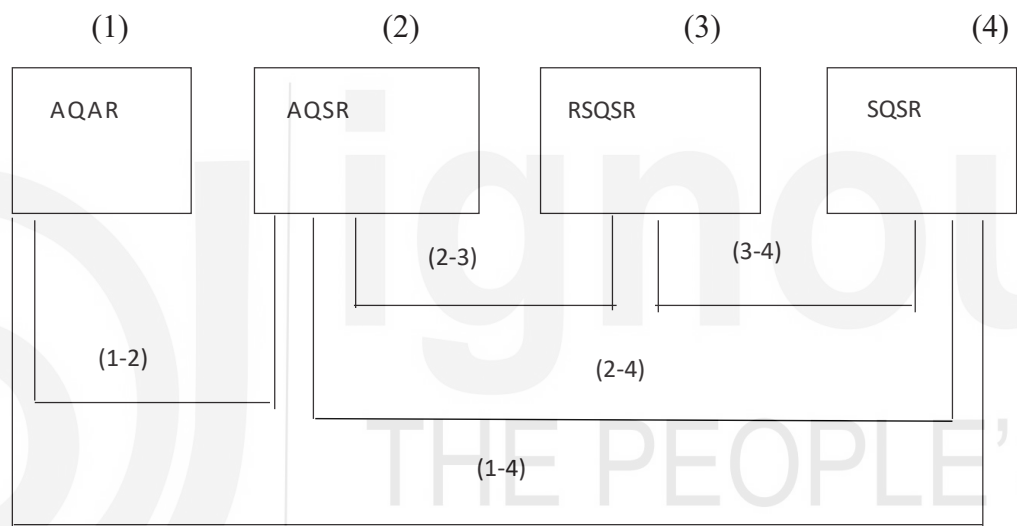 (1) (2) (3) (4)
AQAR AQSR RSQSR SQSR
ignou
(2-3) (3-4)
(1-2) (2-4)
THE PEOPLE'
(1-4)